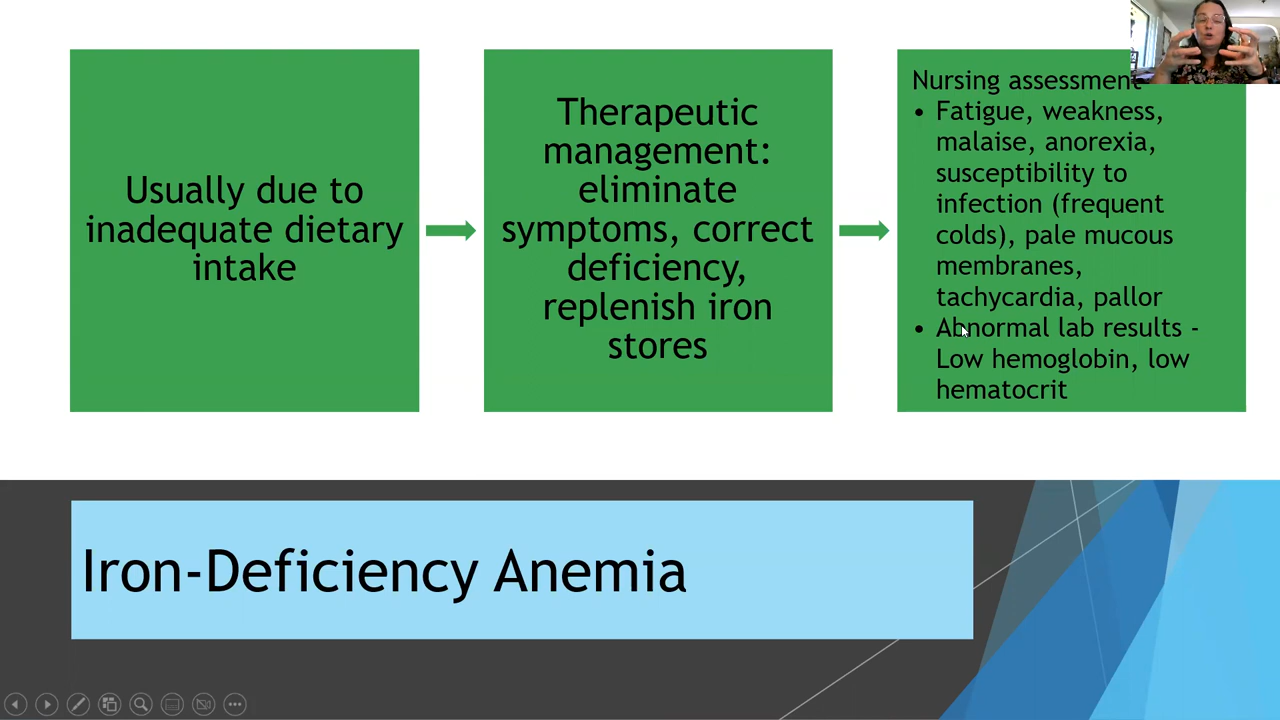 Usually due to
inadequate dietary
intake
Therapeutic
management:
eliminate
symptoms, correct
deficiency,
replenish iron
stores
Nursing assessment
• Fatigue, weakness,
malaise, anorexia,
susceptibility to
infection (frequent
colds), pale mucous
membranes,
tachycardia, pallor
• Abnormal lab results -
Low hemoglobin, low
hematocrit
Iron-Deficiency Anemia